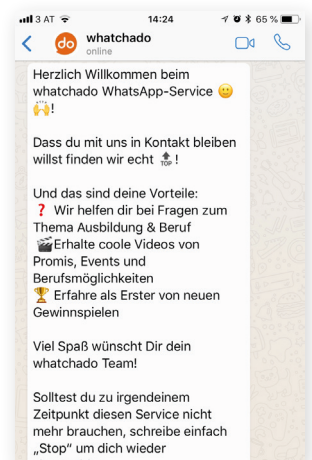 3 AT 14:24 65 %
whatchado
do
online
Herzlich Willkommen beim
whatchado WhatsApp-Service 🙂
🙌!
Dass du mit uns in Kontakt bleiben
willst finden wir echt 🔝!
Und das sind deine Vorteile:
❓ Wir helfen dir bei Fragen zum
Thema Ausbildung & Beruf
🎬Erhalte coole Videos von
Promis, Events und
Berufsmöglichkeiten
🏆 Erfahre als Erster von neuen
Gewinnspielen
Viel Spaß wünscht Dir dein
whatchado Team!
Solltest du zu irgendeinem
Zeitpunkt diesen Service nicht
mehr brauchen, schreibe einfach
„Stop" um dich wieder